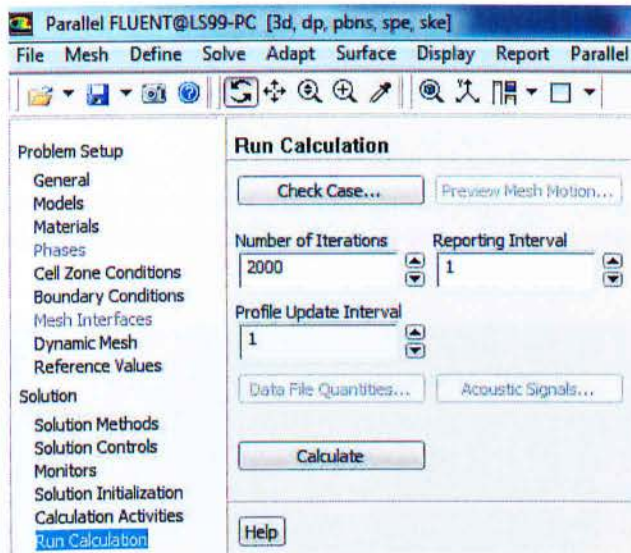 Parallel FLUENT@LS99-PC [3d, dp, pbns, spe, ske]
File Mesh Define Solve Adapt Surface Display Report Parallel
Problem Setup
General
Models
Materials
Phases
Cell Zone Conditions
Boundary Conditions
Mesh Interfaces
Dynamic Mesh
Reference Values
Solution
Solution Methods
Solution Controls
Monitors
Solution Initialization
Calculation Activities
Run Calculation
Run Calculation
Check Case... Preview Mesh Motion...
Number of Iterations Reporting Interval
2000 1
Profile Update Interval
1
Data File Quantities... Acoustic Signals...
Calculate
Help